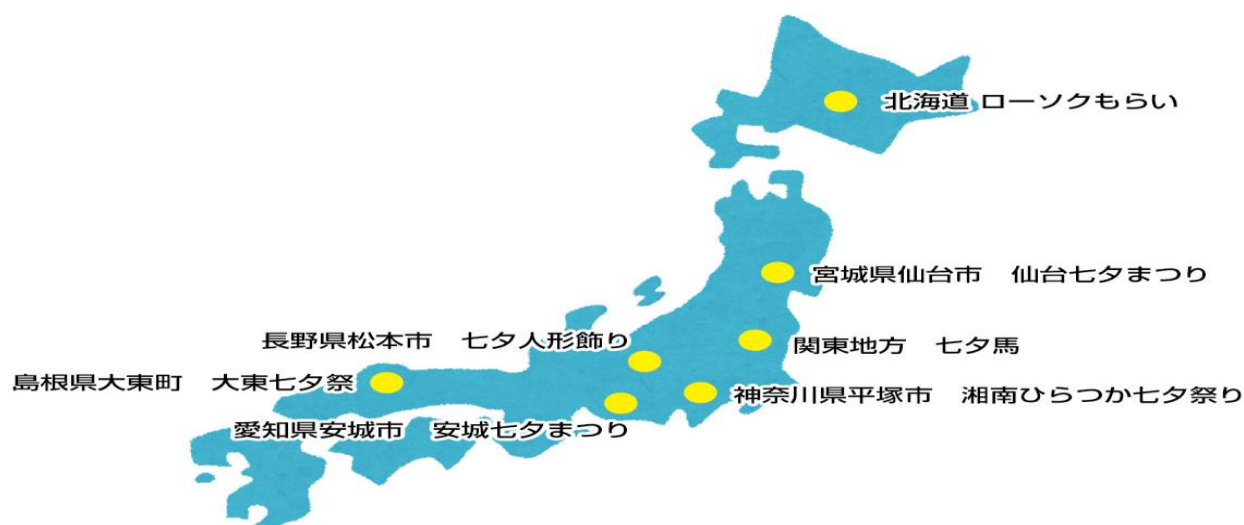 北海道 ローソクもらい
宮城県仙台市　仙台七夕まつり
長野県松本市　七夕人形飾り
関東地方　七夕馬
島根県大東町　大東七夕祭
神奈川県平塚市　湘南ひらつか七夕祭り
愛知県安城市　安城七夕まつり